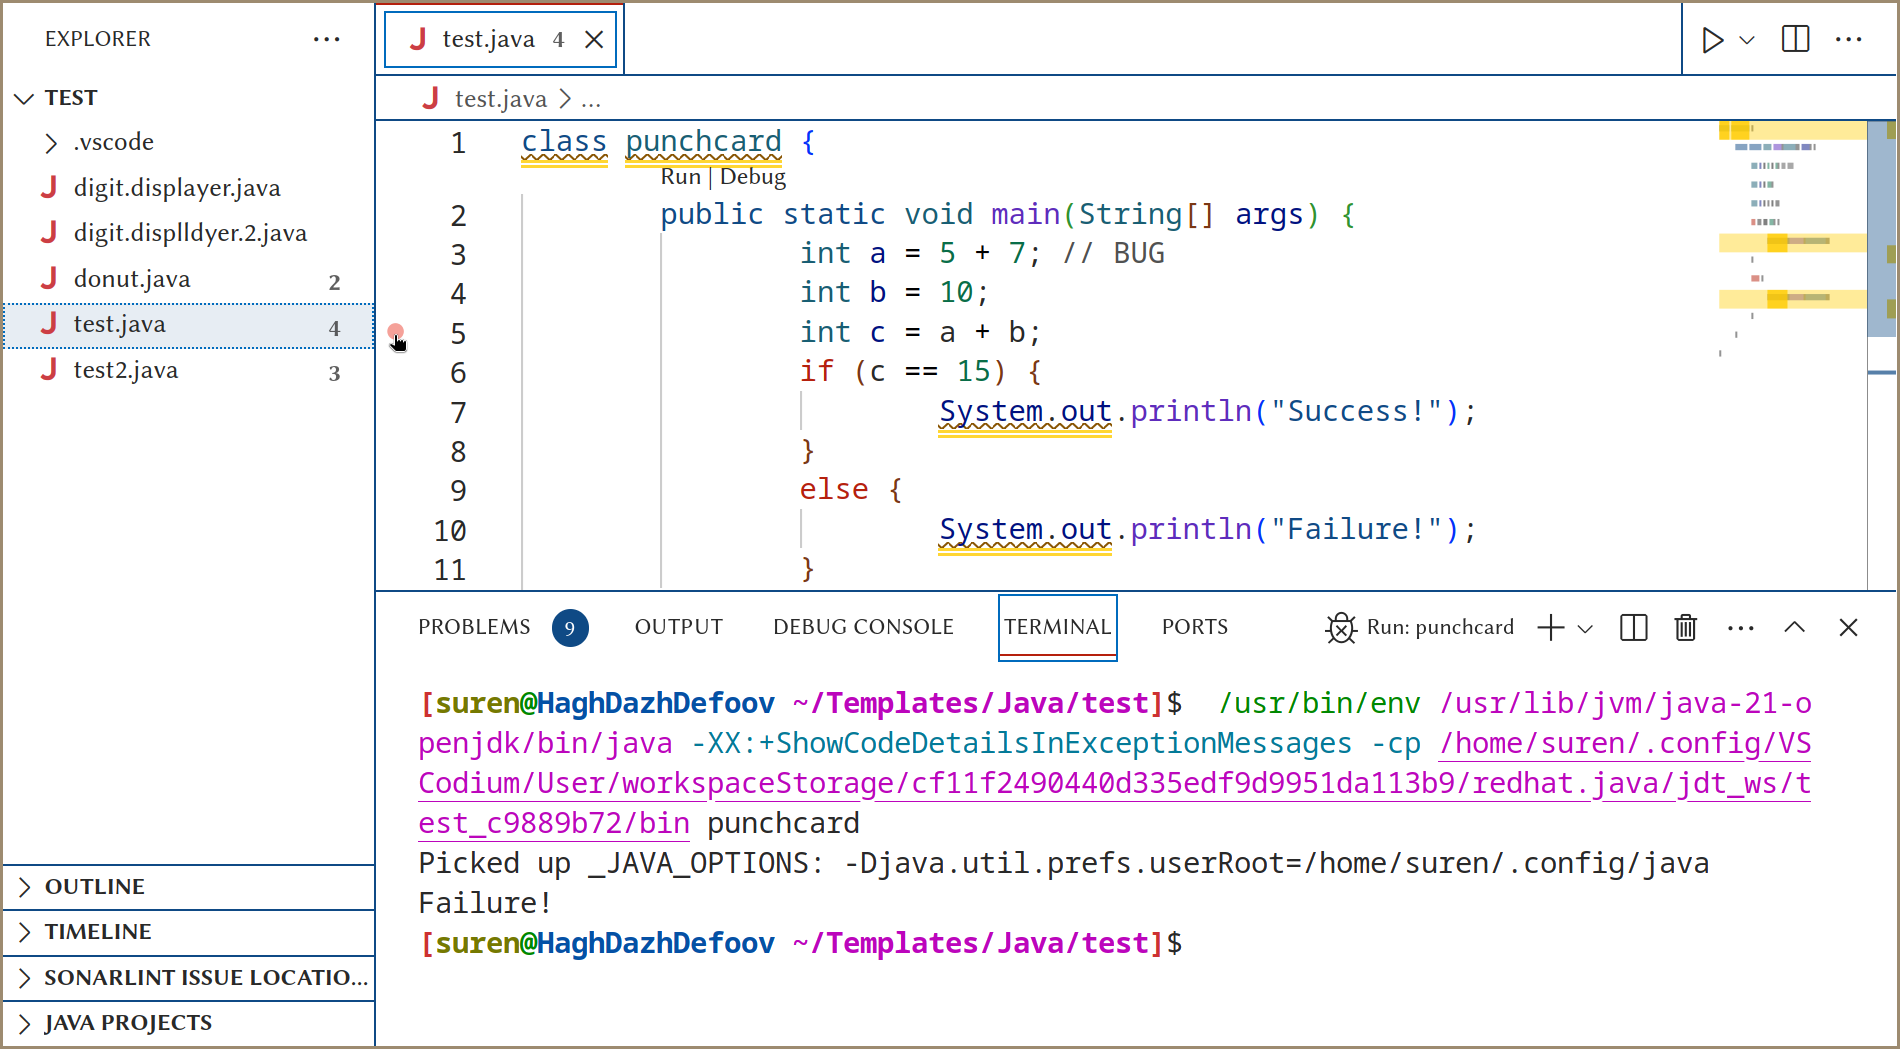 EXPLORER
TEST
.vscode
digit.displayer.java
digit.displldyer.2.java
donut.java 2
test.java 4
test2.java 3
OUTLINE
TIMELINE
SONARLINT ISSUE LOCATIO...
JAVA PROJECTS
test.java 4
test.java > ...
1 class punchcard {
Run | Debug
2 public static void main(String[] args) {
3 int a = 5 + 7; // BUG
4 int b = 10;
5 int c = a + b;
6 if (c == 15) {
7 System.out.println("Success!");
8 }
9 else {
10 System.out.println("Failure!");
11 }
PROBLEMS 9 OUTPUT DEBUG CONSOLE TERMINAL PORTS Run: punchcard
[suren@HaghDazhDefoov ~/Templates/Java/test]$ /usr/bin/env /usr/lib/jvm/java-21-o
penjdk/bin/java -XX:+ShowCodeDetailsInExceptionMessages -cp /home/suren/.config/VS
Codium/User/workspaceStorage/cf11f2490440d335edf9d9951da113b9/redhat.java/jdt_ws/t
est_c9889b72/bin punchcard
Picked up _JAVA_OPTIONS: -Djava.util.prefs.userRoot=/home/suren/.config/java
Failure!
[suren@HaghDazhDefoov ~/Templates/Java/test]$